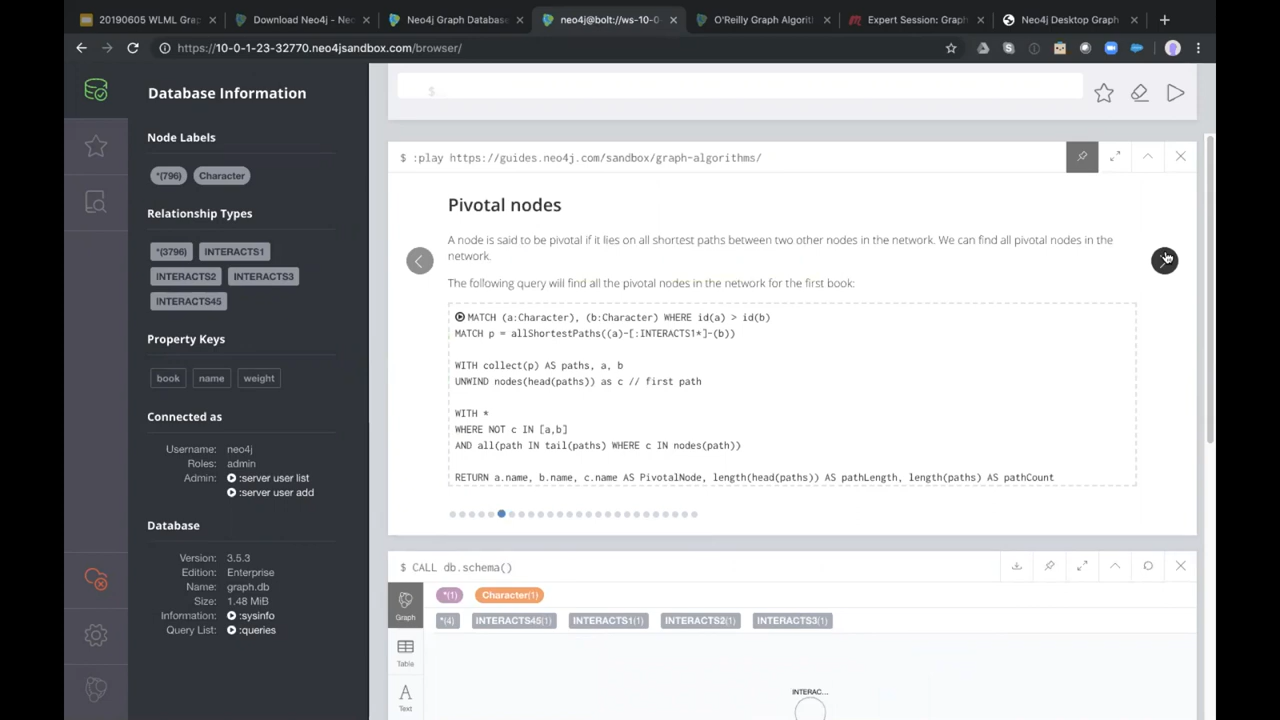 20190605 WLML Gra
Download Neo4j - Neo
Neo4j Graph Database
neo4j@bolt://ws-10-0
O'Reilly Graph Algorit
Expert Session: Graph
Neo4j Desktop Graph
https://10-0-1-23-32770.neo4jsandbox.com/browser/
Database Information
Node Labels
*(796) Character
Relationship Types
*(3796) INTERACTS1
INTERACTS2 INTERACTS3
INTERACTS45
Property Keys
book name weight
Connected as
Username: neo4j
Roles: admin
Admin: :server user list
:server user add
Database
Version: 3.5.3
Edition: Enterprise
Name: graph.db
Size: 1.48 MiB
Information: :sysinfo
Query List: :queries
$
$ :play https://guides.neo4j.com/sandbox/graph-algorithms/
Pivotal nodes
A node is said to be pivotal if it lies on all shortest paths between two other nodes in the network. We can find all pivotal nodes in the
network.
The following query will find all the pivotal nodes in the network for the first book:
MATCH (a:Character), (b:Character) WHERE id(a) > id(b)
MATCH p = allShortestPaths((a)-[:INTERACTS1*]-(b))
WITH collect(p) AS paths, a, b
UNWIND nodes(head(paths)) as c // first path
WITH *
WHERE NOT c IN [a,b]
AND all(path IN tail(paths) WHERE c IN nodes(path))
RETURN a.name, b.name, c.name AS PivotalNode, length(head(paths)) AS pathLength, length(paths) AS pathCount
$ CALL db.schema()
Graph
*(1) Character(1)
*(4) INTERACTS45(1) INTERACTS1(1) INTERACTS2(1) INTERACTS3(1)
Table
A
Text
INTERAC...